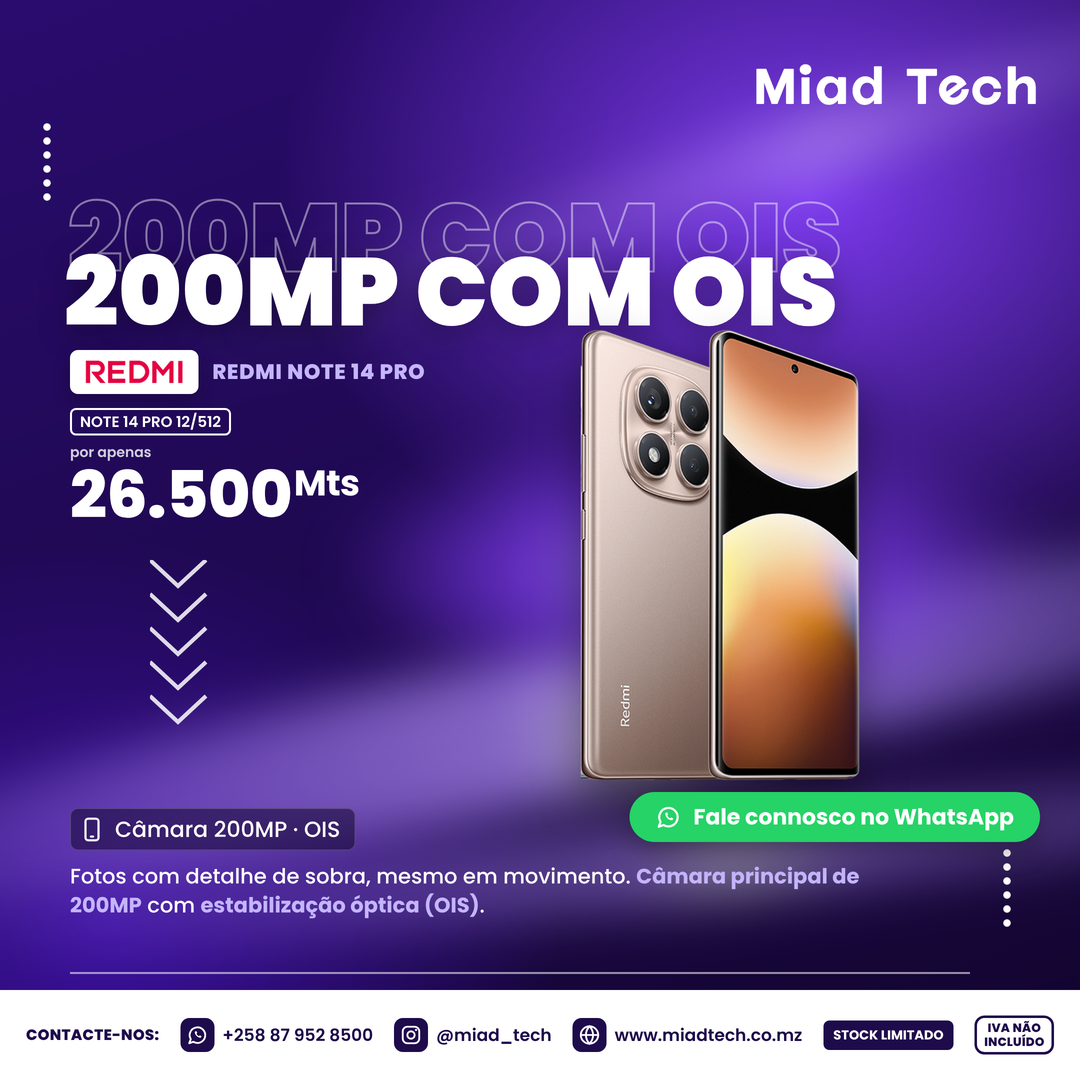 Miad Tech
200MP COM OIS
200MP COM OIS
REDMI REDMI NOTE 14 PRO
NOTE 14 PRO 12/512
por apenas
26.500Mts
Redmi
Fale connosco no WhatsApp
Câmara 200MP · OIS
Fotos com detalhe de sobra, mesmo em movimento. Câmara principal de
200MP com estabilização óptica (OIS).
CONTACTE-NOS: +258 87 952 8500 @miad_tech www.miadtech.co.mz STOCK LIMITADO IVA NÃO
INCLUÍDO